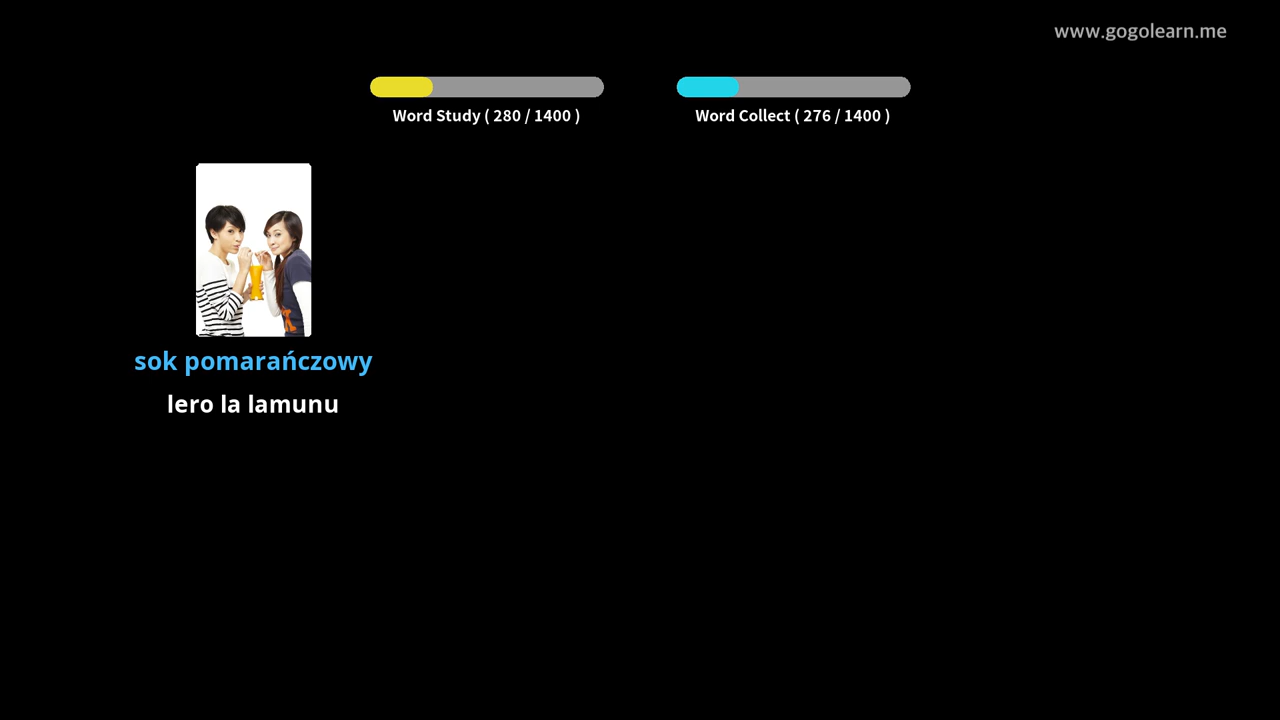 www.gogolearn.me
Word Study ( 280 / 1400 )
Word Collect ( 276 / 1400 )
sok pomarańczowy
lero la lamunu